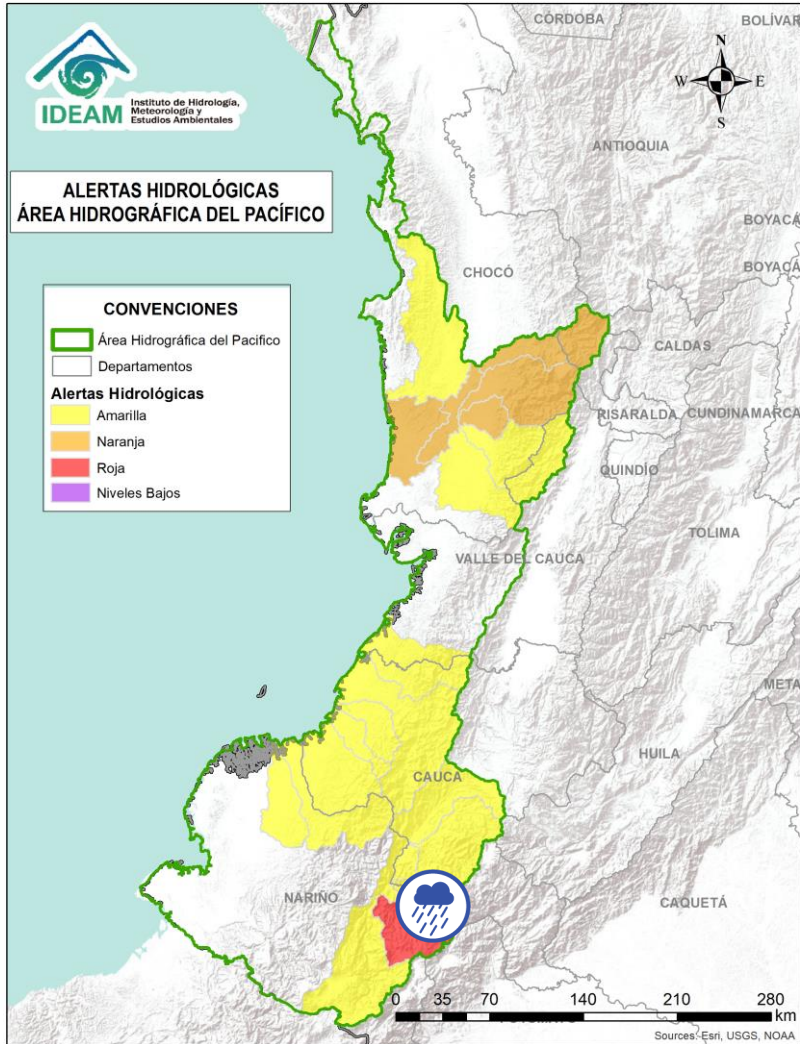 CÓRDOBA
BOLÍVAR
IDEAM
Instituto de Hidrología,
Meteorología y
Estudios Ambientales
N
W
E
S
ANTIOQUIA
ALERTAS HIDROLÓGICAS
ÁREA HIDROGRÁFICA DEL PACÍFICO
BOYACÁ
CHOCÓ
BOYACÁ
CONVENCIONES
Área Hidrográfica del Pacifico
Departamentos
Alertas Hidrológicas
Amarilla
Naranja
Roja
Niveles Bajos
CALDAS
RISARALDA
CUNDINAMARCA
QUINDÍO
TOLIMA
VALLE DEL CAUCA
META
HUILA
CAUCA
NARIÑO
CAQUETÁ
0 35 70 140 210 280
km
Sources: Esri, USGS, NOAA